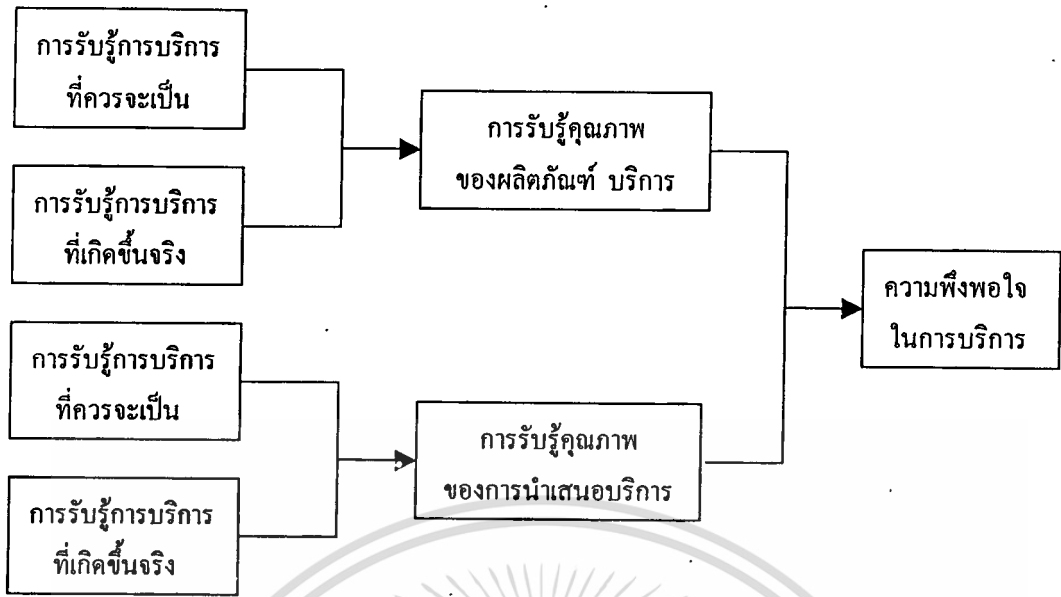 การรับรู้การบริการ
ที่ควรจะเป็น
การรับรู้การบริการ
ที่เกิดขึ้นจริง
การรับรู้คุณภาพ
ของผลิตภัณฑ์ บริการ
การรับรู้การบริการ
ที่ควรจะเป็น
การรับรู้การบริการ
ที่เกิดขึ้นจริง
การรับรู้คุณภาพ
ของการนำเสนอบริการ
ความพึงพอใจ
ในการบริการ